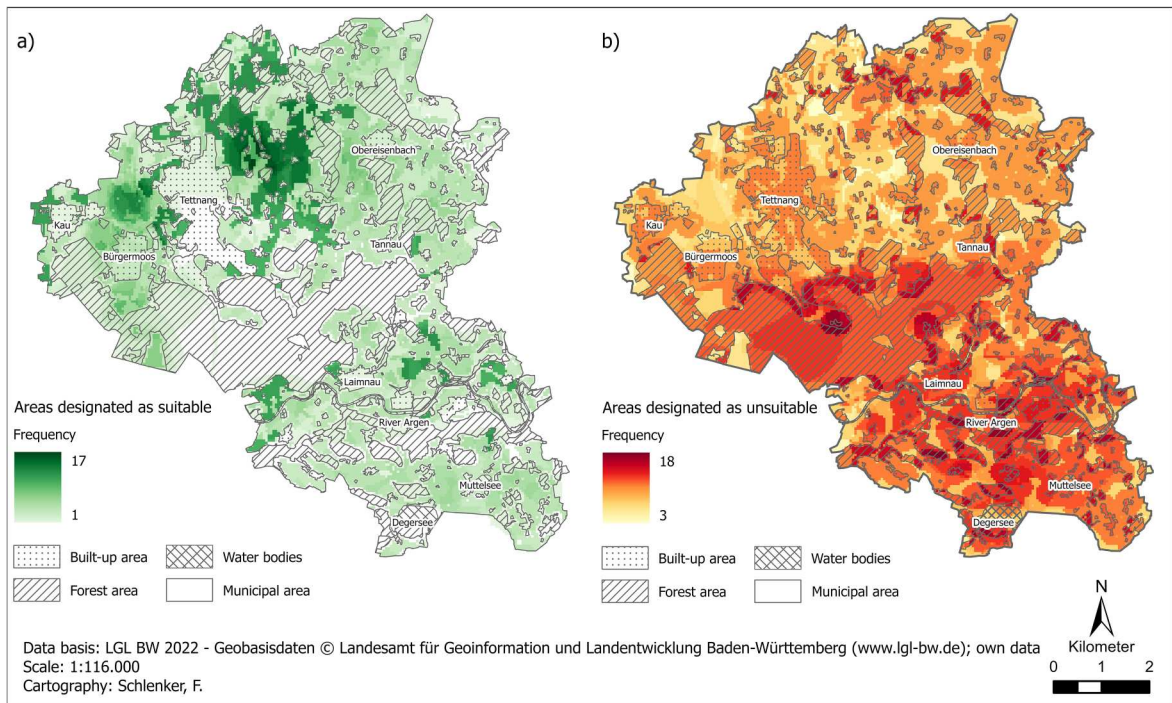 a)
Obereisenbach
Tettnang
Kau
Bürgermoos
Tannau
Laimnau
River Argen
Muttelsee
Degersee
Areas designated as suitable
Frequency
17
1
Built-up area
Water bodies
Forest area
Municipal area
b)
Obereisenbach
Tettnang
Kau
Bürgermoos
Tannau
Laimnau
River Argen
Muttelsee
Degersee
Areas designated as unsuitable
Frequency
18
3
Built-up area
Water bodies
Forest area
Municipal area
N
Kilometer
0 1 2
Data basis: LGL BW 2022 - Geobasisdaten © Landesamt für Geoinformation und Landentwicklung Baden-Württemberg (www.lgl-bw.de); own data
Scale: 1:116.000
Cartography: Schlenker, F.